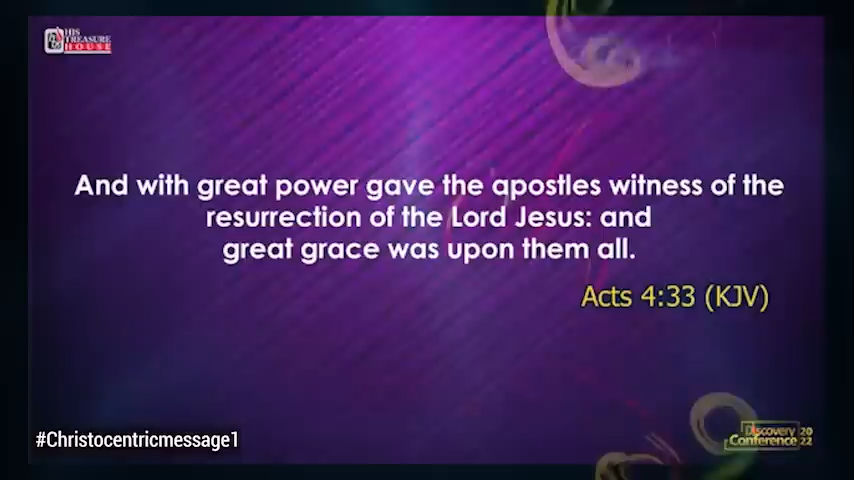 HIS
TREASURE
HOUSE
And with great power gave the apostles witness of the
resurrection of the Lord Jesus: and
great grace was upon them all.
Acts 4:33 (KJV)
#Christocentricmessage1
Discovery 20
Conference 22